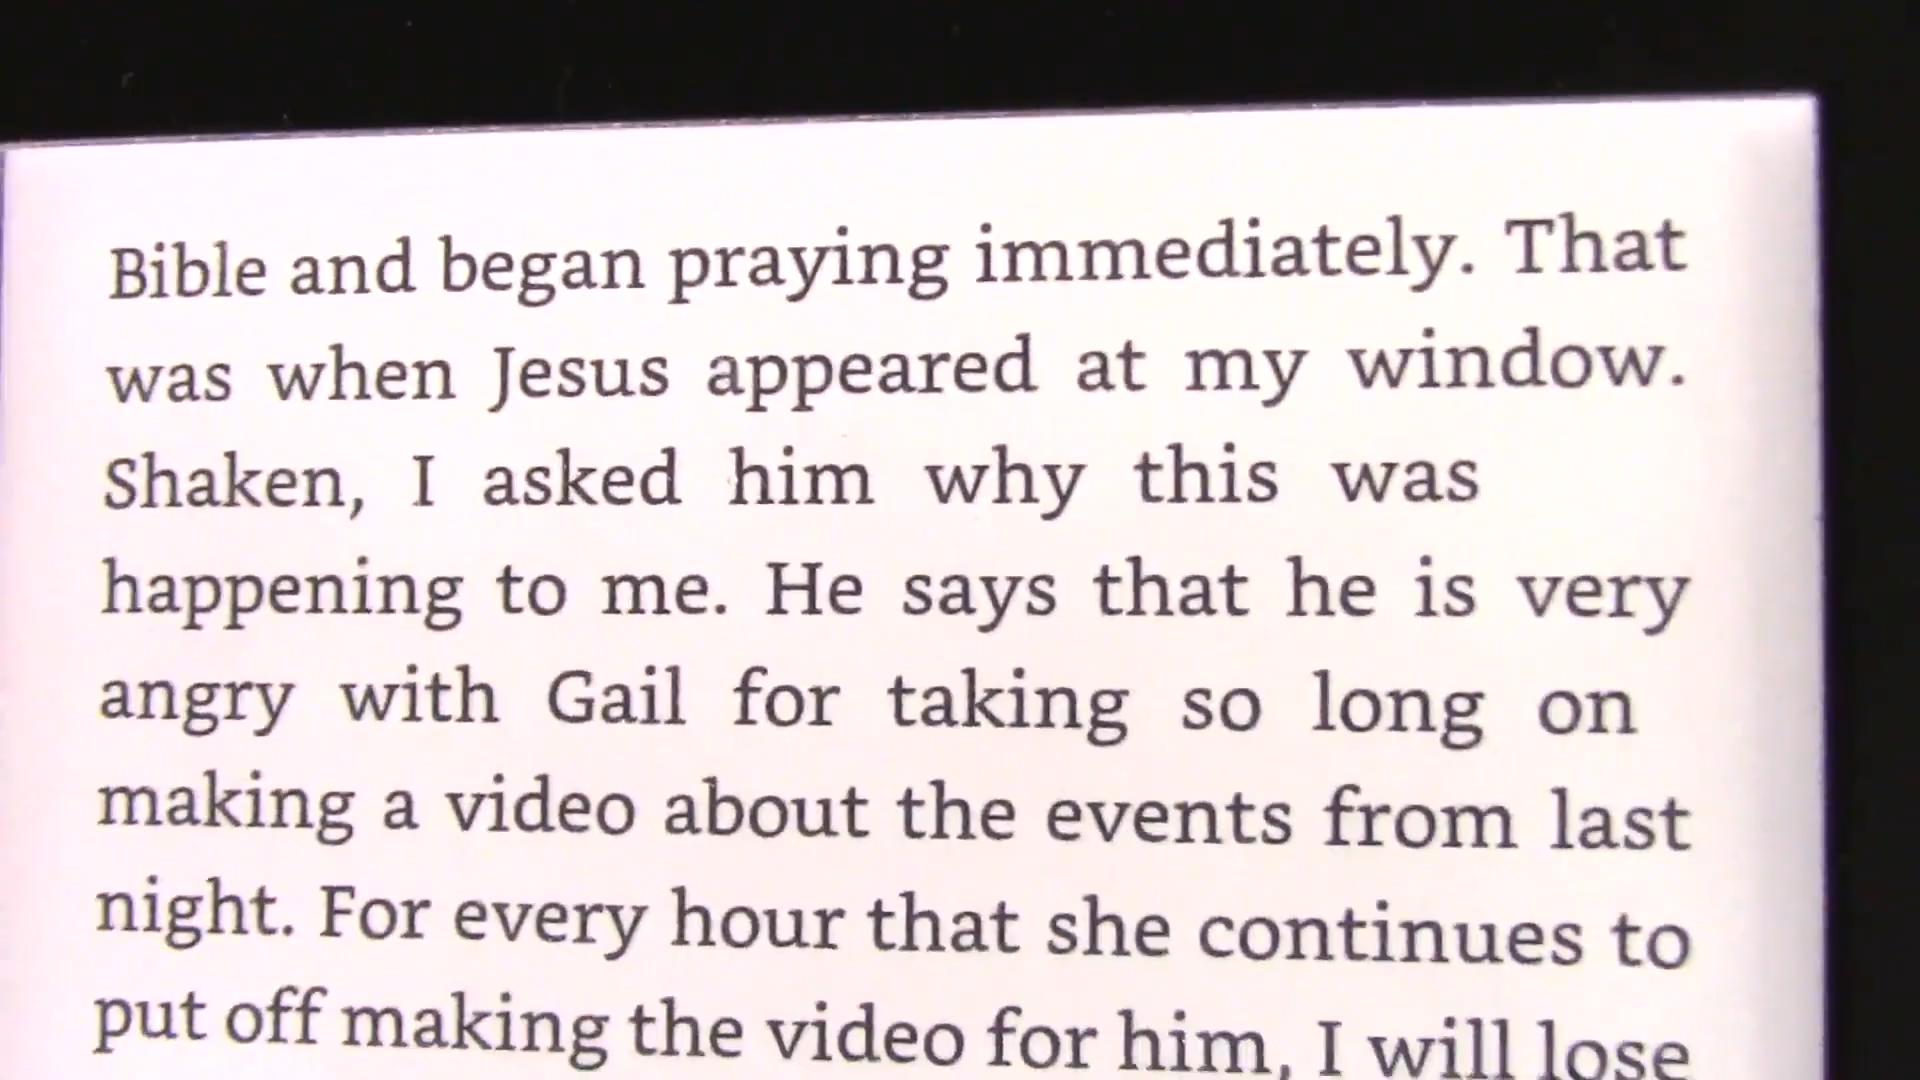 Bible and began praying immediately. That
was when Jesus appeared at my window.
Shaken, I asked him why this was
happening to me. He says that he is very
angry with Gail for taking so long on
making a video about the events from last
night. For every hour that she continues to
put off making the video for him, I will lose